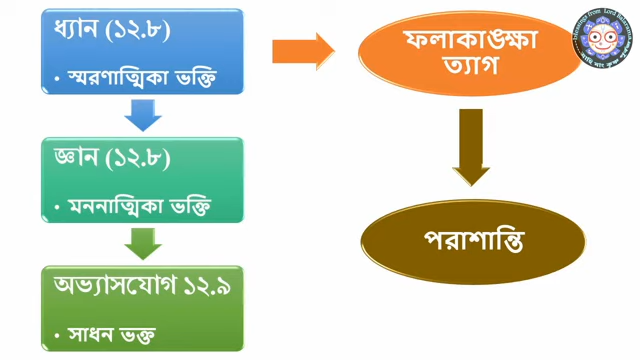 ধ্যান (১২.৮)
• স্মরণাত্মিকা ভক্তি
জ্ঞান (১২.৮)
• মননাত্মিকা ভক্তি
অভ্যাসযোগ ১২.৯
• সাধন ভক্ত
ফলাকাঙ্ক্ষা
ত্যাগ
পরাশান্তি